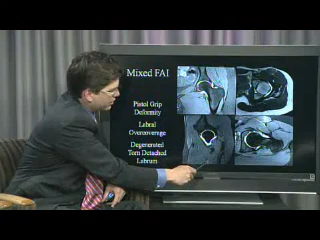 Mixed FAI
Pistol Grip
Deformity
Labral
Overcoverage
Degenerated
Torn Detached
Labrum